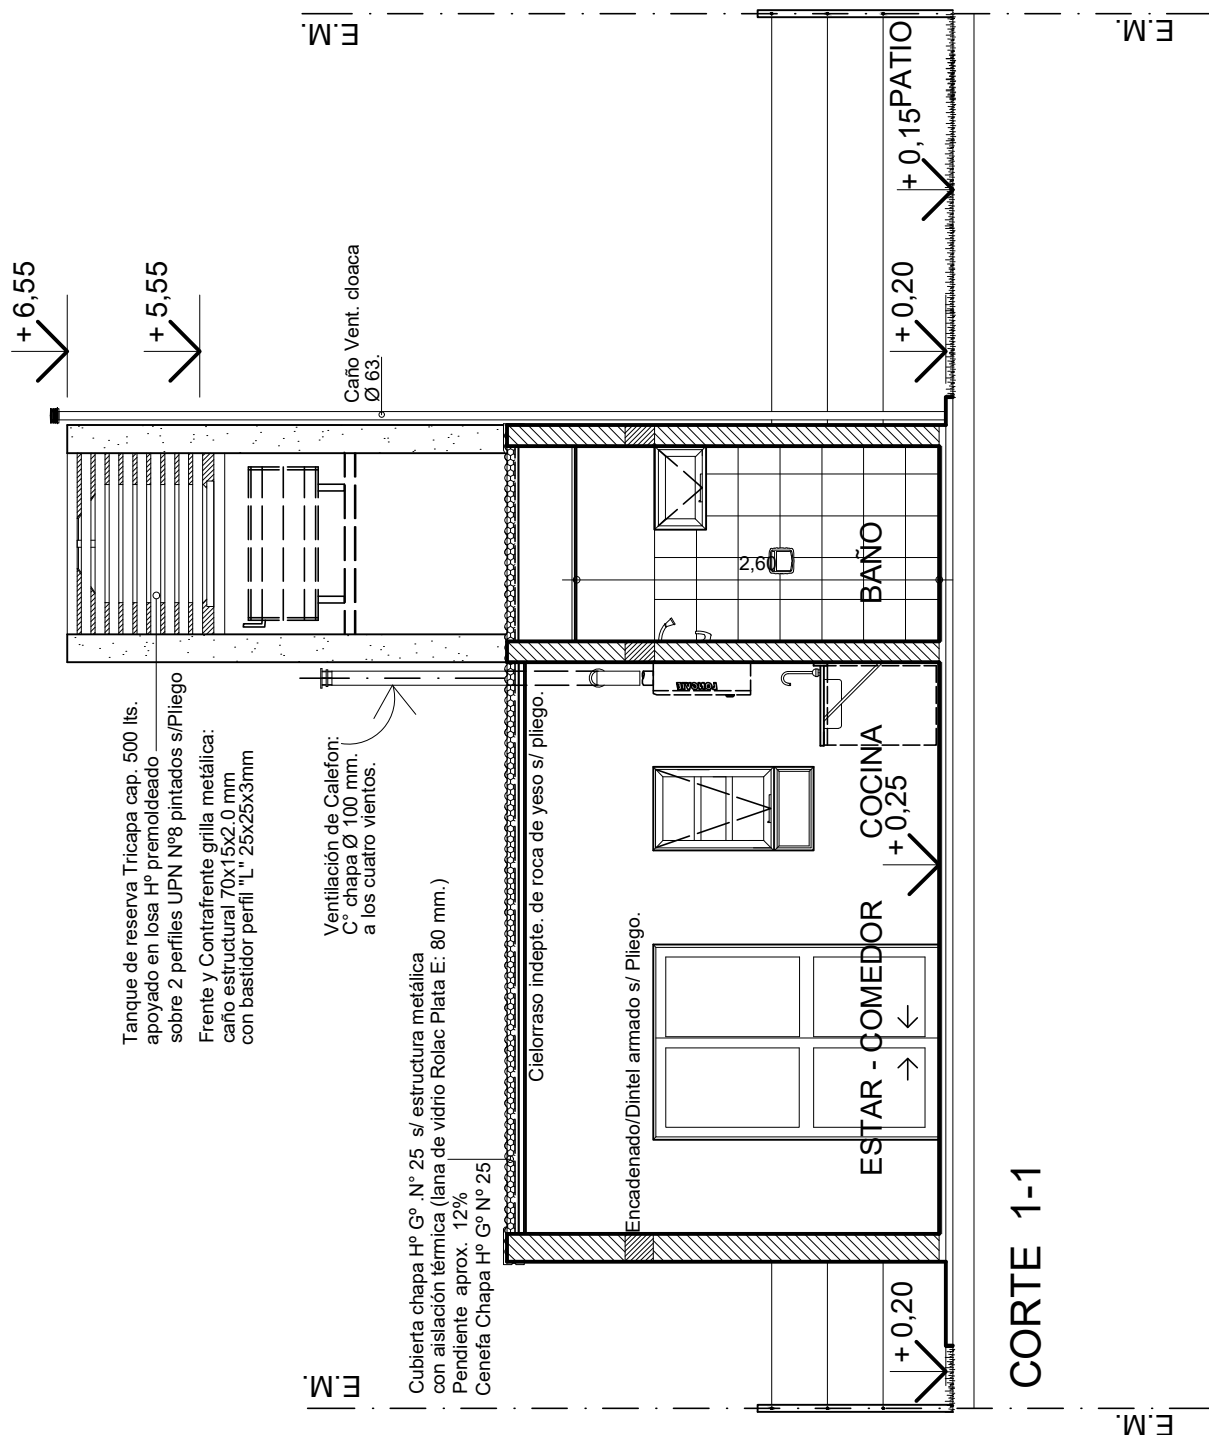 E.M.
E.M.
+ 6,55
+ 5,55
Caño Vent. cloaca
Ø 63.
PATIO
+ 0,15
+ 0,20
Tanque de reserva Tricapa cap. 500 lts.
apoyado en losa Hº premoldeado
sobre 2 perfiles UPN Nº8 pintados s/Pliego
Frente y Contrafrente grilla metálica:
caño estructural 70x15x2.0 mm
con bastidor perfil "L" 25x25x3mm
Ventilación de Calefon:
C° chapa Ø 100 mm.
a los cuatro vientos.
Cubierta chapa Hº Gº .N° 25 s/ estructura metálica
con aislación térmica (lana de vidrio Rolac Plata E: 80 mm.)
Pendiente aprox. 12%
Cenefa Chapa Hº Gº Nº 25
Cielorraso indepte. de roca de yeso s/ pliego.
Encadenado/Dintel armado s/ Pliego.
2,60
BAÑO
COCINA
+ 0,25
ESTAR - COMEDOR
+ 0,20
E.M.
E.M.
CORTE 1-1